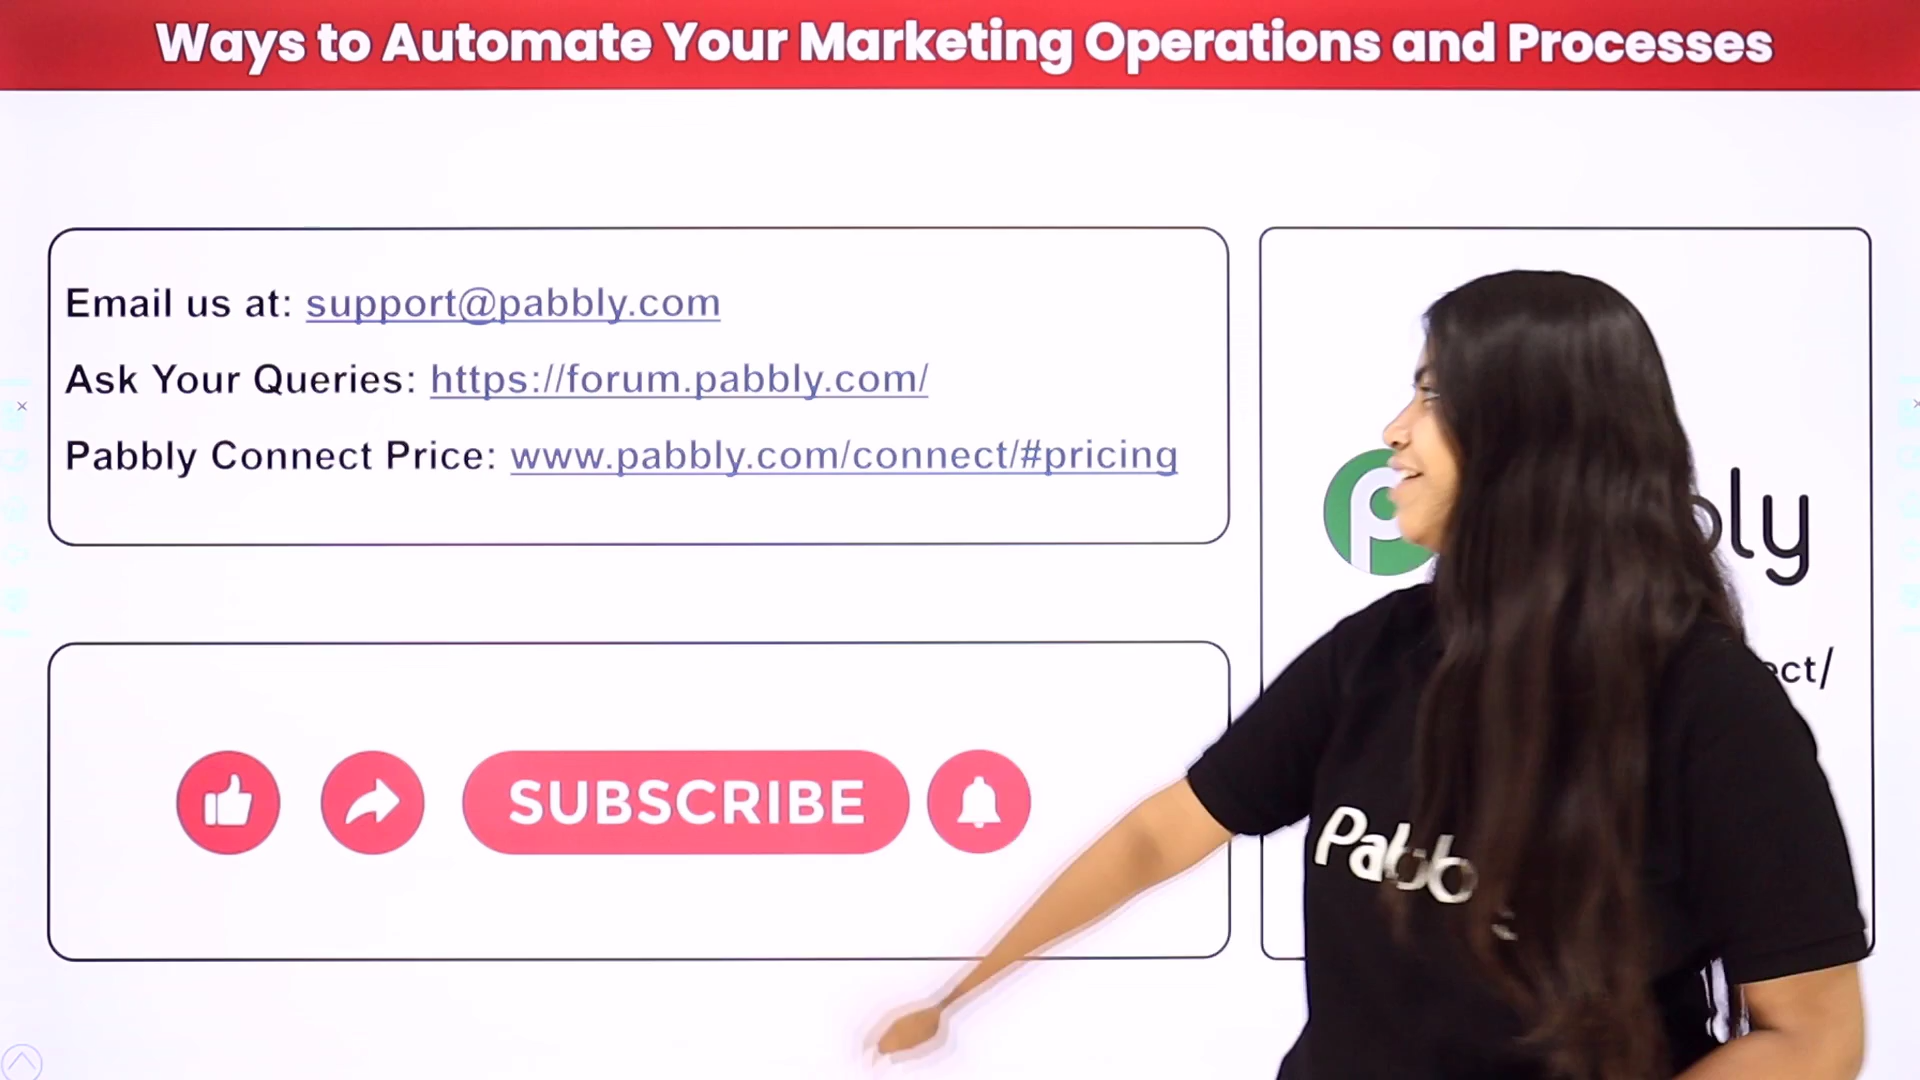 Ways to Automate Your Marketing Operations and Processes
Email us at: support@pabbly.com
Ask Your Queries: https://forum.pabbly.com/
Pabbly Connect Price: www.pabbly.com/connect/#pricing
SUBSCRIBE